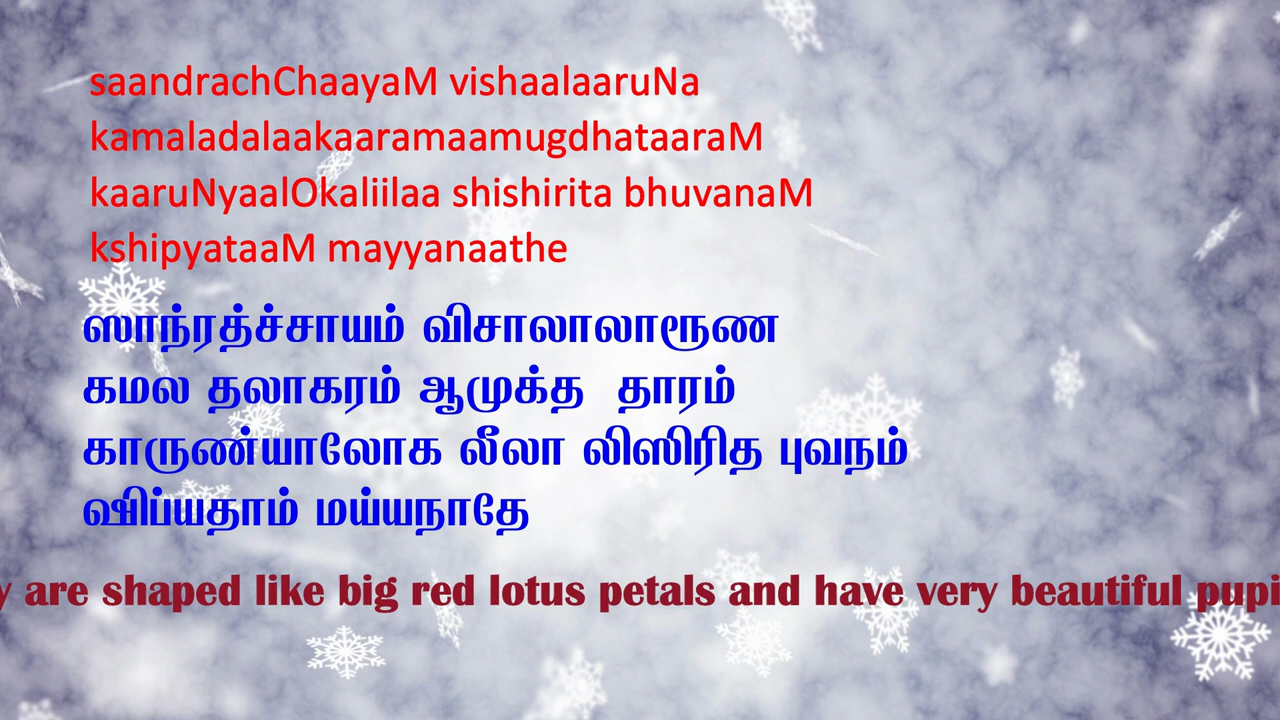 saandrachChaayaM vishaalaaruNa
kamaladalaakaaramaamugdhataaraM
kaaruNyaalOkaliilaa shishirita bhuvanaM
kshipyataaM mayyanaathe
ஸாந்ரத்ச்சாயம் விசாலாலாரூண
கமல தலாகரம் ஆமுக்த தாரம்
காருண்யாலோக லீலா லிஸிரித புவநம்
ஷிப்யதாம் மய்யநாதே
y are shaped like big red lotus petals and have very beautiful pupi